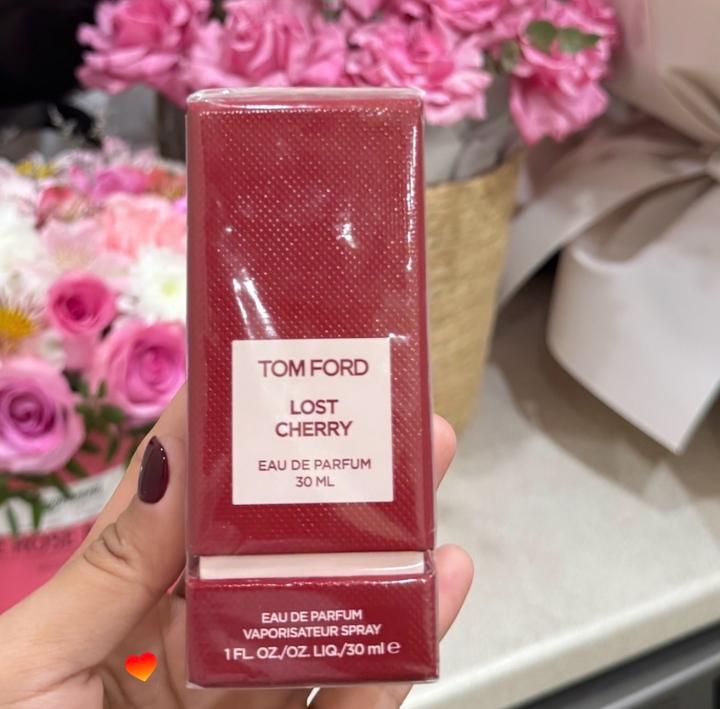 TOM FORD
LOST
CHERRY
EAU DE PARFUM
30 ML
EAU DE PARFUM
VAPORISATEUR SPRAY
1 FL. OZ./OZ. LIQ./30 ml e
ROSE